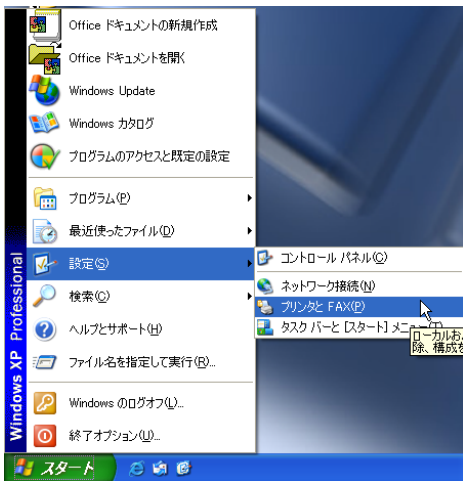 Office ドキュメントの新規作成
Office ドキュメントを開く
Windows Update
Windows カタログ
プログラムのアクセスと既定の設定
プログラム(P)
最近使ったファイル(D)
設定(S)
検索(C)
ヘルプとサポート(H)
ファイル名を指定して実行(R)...
Windows のログオフ(L)...
終了オプション(U)...
Windows XP Professional
コントロール パネル(C)
ネットワーク接続(N)
プリンタと FAX(P)
タスク バーと [スタート] メニュー(T)
ローカルお
除、構成を
スタート